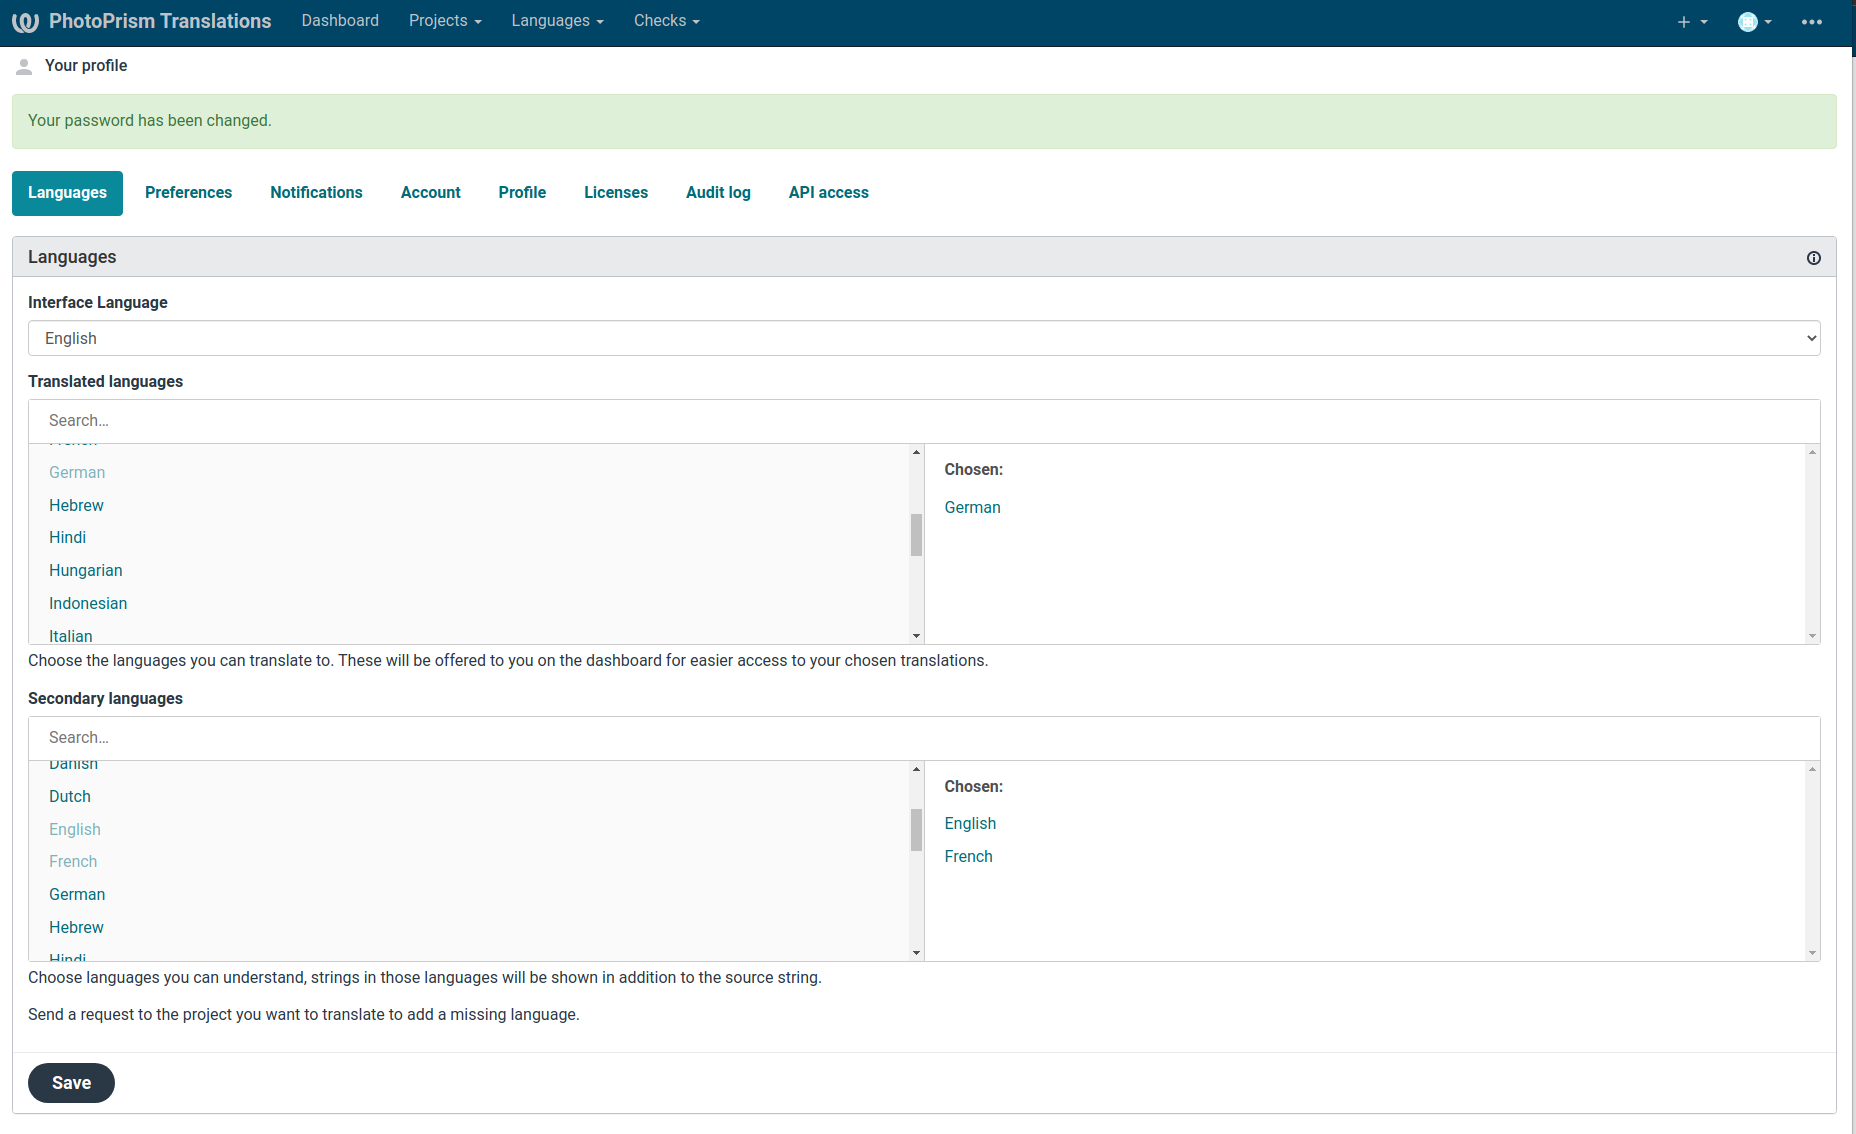 PhotoPrism Translations Dashboard Projects Languages Checks
Your profile
Your password has been changed.
Languages Preferences Notifications Account Profile Licenses Audit log API access
Languages
Interface Language
English
Translated languages
Search...
French
German
Hebrew
Hindi
Hungarian
Indonesian
Italian
Chosen:
German
Choose the languages you can translate to. These will be offered to you on the dashboard for easier access to your chosen translations.
Secondary languages
Search...
Danish
Dutch
English
French
German
Hebrew
Hindi
Chosen:
English
French
Choose languages you can understand, strings in those languages will be shown in addition to the source string.
Send a request to the project you want to translate to add a missing language.
Save